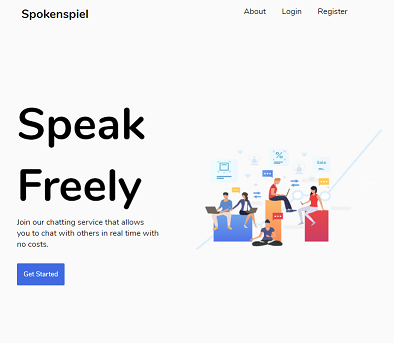 Spokenspiel
About Login Register
Speak
Freely
Join our chatting service that allows
you to chat with others in real time with
no costs.
Get Started
%
Sale